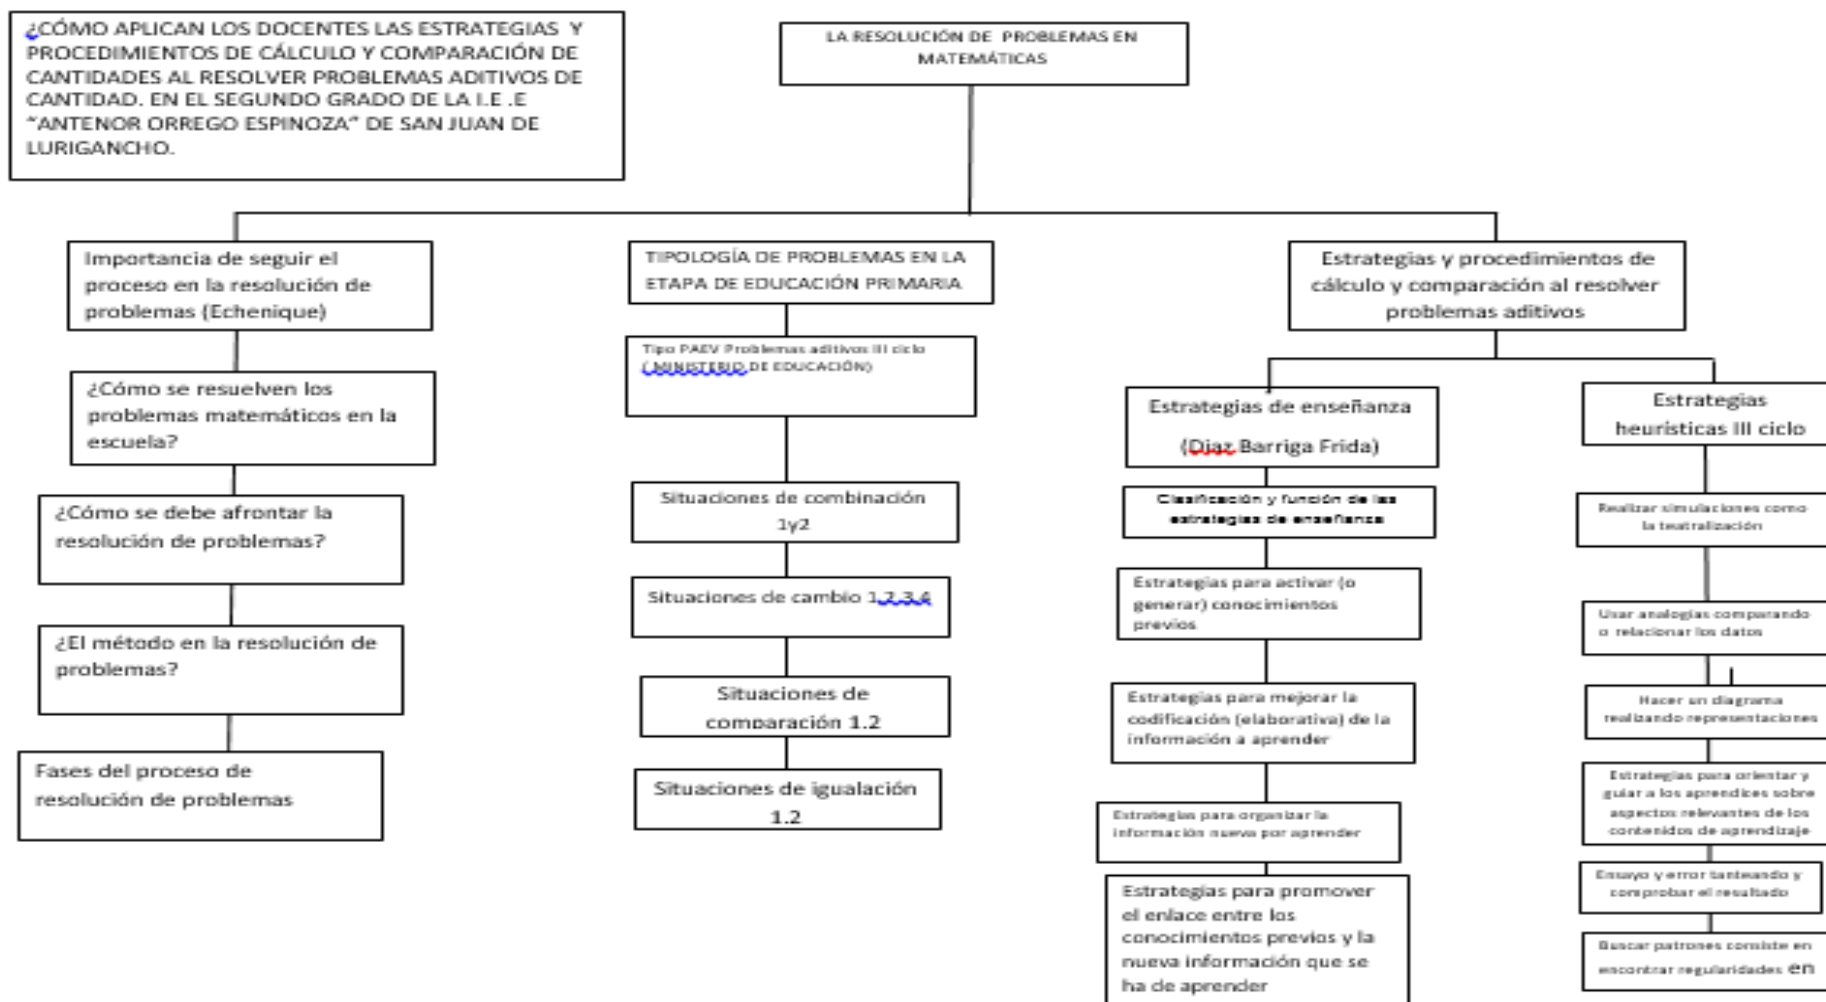 ¿CÓMO APLICAN LOS DOCENTES LAS ESTRATEGIAS Y
PROCEDIMIENTOS DE CÁLCULO Y COMPARACIÓN DE
CANTIDADES AL RESOLVER PROBLEMAS ADITIVOS DE
CANTIDAD. EN EL SEGUNDO GRADO DE LA I.E .E
“ANTENOR ORREGO ESPINOZA” DE SAN JUAN DE
LURIGANCHO.
LA RESOLUCIÓN DE PROBLEMAS EN
MATEMÁTICAS
Importancia de seguir el
proceso en la resolución de
problemas (Echenique)
¿Cómo se resuelven los
problemas matemáticos en la
escuela?
¿Cómo se debe afrontar la
resolución de problemas?
¿El método en la resolución de
problemas?
Fases del proceso de
resolución de problemas
TIPOLOGÍA DE PROBLEMAS EN LA
ETAPA DE EDUCACIÓN PRIMARIA
Tipo PAEV Problemas aditivos III ciclo
( MINISTERIO DE EDUCACIÓN)
Situaciones de combinación
1y2
Situaciones de cambio 1,2,3,4
Situaciones de
comparación 1.2
Situaciones de igualación
1.2
Estrategias y procedimientos de
cálculo y comparación al resolver
problemas aditivos
Estrategias de enseñanza
(Diaz Barriga Frida)
Clasificación y función de las
estrategias de enseñanza
Estrategias para activar (o
generar) conocimientos
previos
Estrategias para mejorar la
codificación (elaborativa) de la
información a aprender
Estrategias para organizar la
información nueva por aprender
Estrategias para promover
el enlace entre los
conocimientos previos y la
nueva información que se
ha de aprender
Estrategias
heurísticas III ciclo
Realizar simulaciones como
la teatralización
Usar analogías comparando
o relacionar los datos
Hacer un diagrama
realizando representaciones
Estrategias para orientar y
guiar a los aprendices sobre
aspectos relevantes de los
contenidos de aprendizaje
Ensayo y error tanteando y
comprobar el resultado
Buscar patrones consiste en
encontrar regularidades en